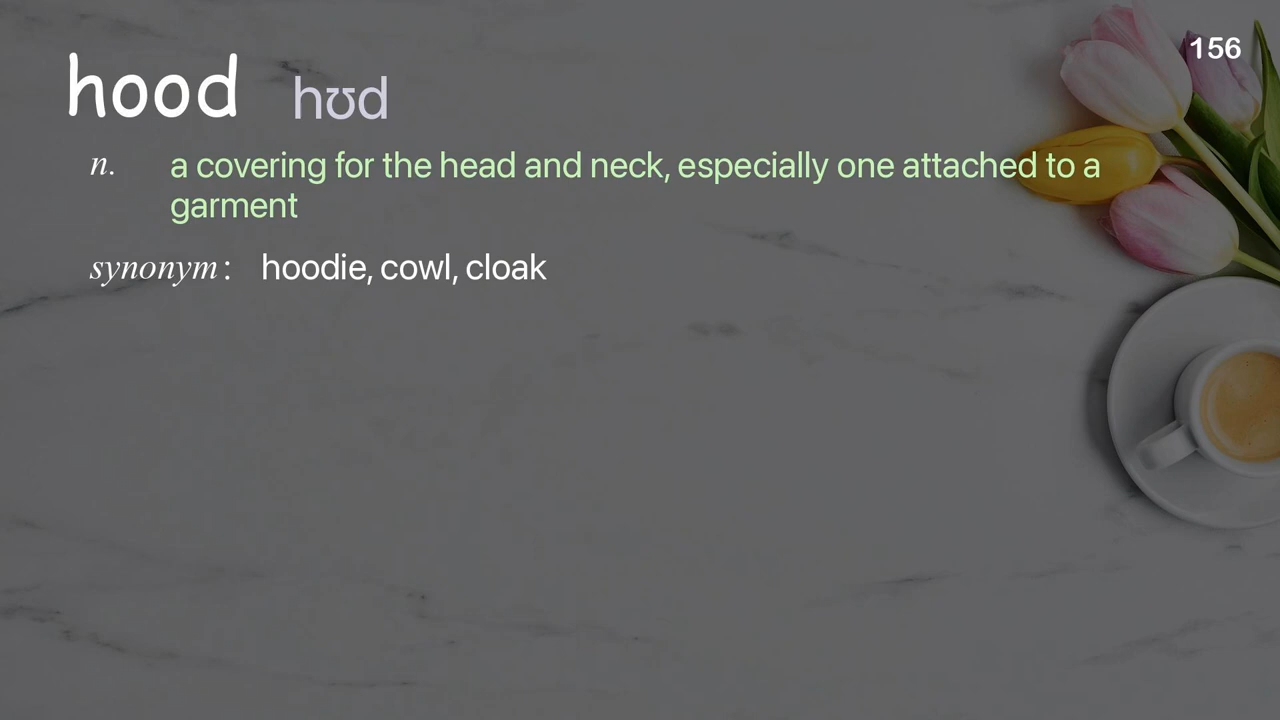 156
hood hʊd
n. a covering for the head and neck, especially one attached to a
garment
synonym: hoodie, cowl, cloak